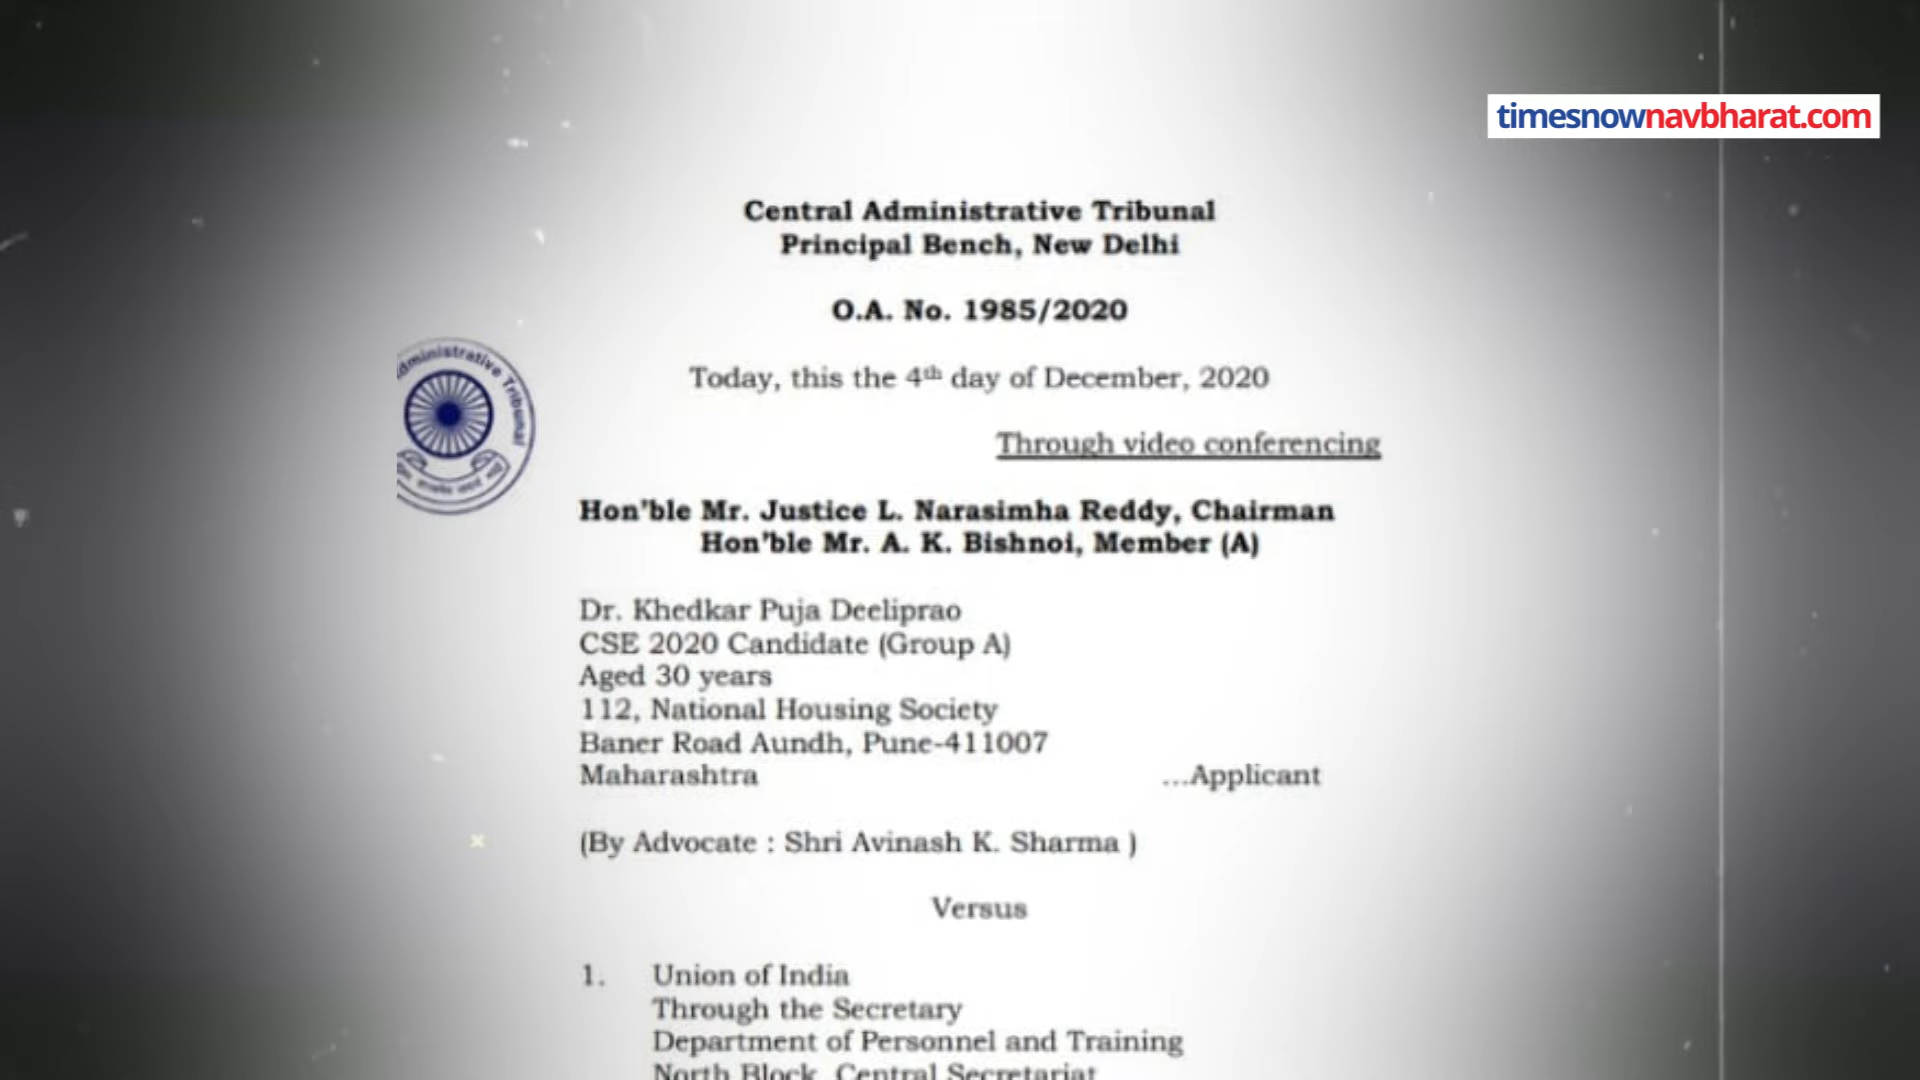 timesnownavbharat.com
Central Administrative Tribunal
Principal Bench, New Delhi
O.A. No. 1985/2020
Today, this the 4th day of December, 2020
Through video conferencing
Administrative Tribunal
Hon'ble Mr. Justice L. Narasimha Reddy, Chairman
Hon'ble Mr. A. K. Bishnoi, Member (A)
Dr. Khedkar Puja Deeliprao
CSE 2020 Candidate (Group A)
Aged 30 years
112, National Housing Society
Baner Road Aundh, Pune-411007
Maharashtra ...Applicant
(By Advocate : Shri Avinash K. Sharma )
Versus
1. Union of India
Through the Secretary
Department of Personnel and Training
North Block, Central Secretariat